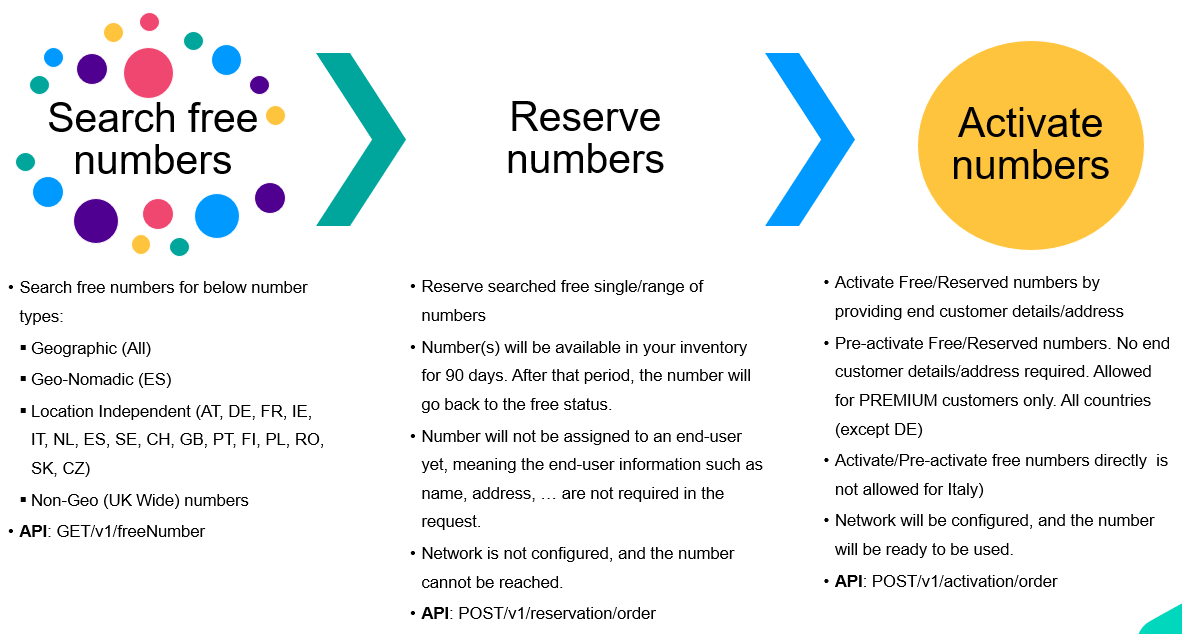 Search free
numbers
Reserve
numbers
Activate
numbers
• Search free numbers for below number
types:
▪ Geographic (All)
▪ Geo-Nomadic (ES)
▪ Location Independent (AT, DE, FR, IE,
IT, NL, ES, SE, CH, GB, PT, FI, PL, RO,
SK, CZ)
▪ Non-Geo (UK Wide) numbers
• API: GET/v1/freeNumber
• Reserve searched free single/range of
numbers
• Number(s) will be available in your inventory
for 90 days. After that period, the number will
go back to the free status.
• Number will not be assigned to an end-user
yet, meaning the end-user information such as
name, address, … are not required in the
request.
• Network is not configured, and the number
cannot be reached.
• API: POST/v1/reservation/order
• Activate Free/Reserved numbers by
providing end customer details/address
• Pre-activate Free/Reserved numbers. No end
customer details/address required. Allowed
for PREMIUM customers only. All countries
(except DE)
• Activate/Pre-activate free numbers directly  is
not allowed for Italy)
• Network will be configured, and the number
will be ready to be used.
• API: POST/v1/activation/order